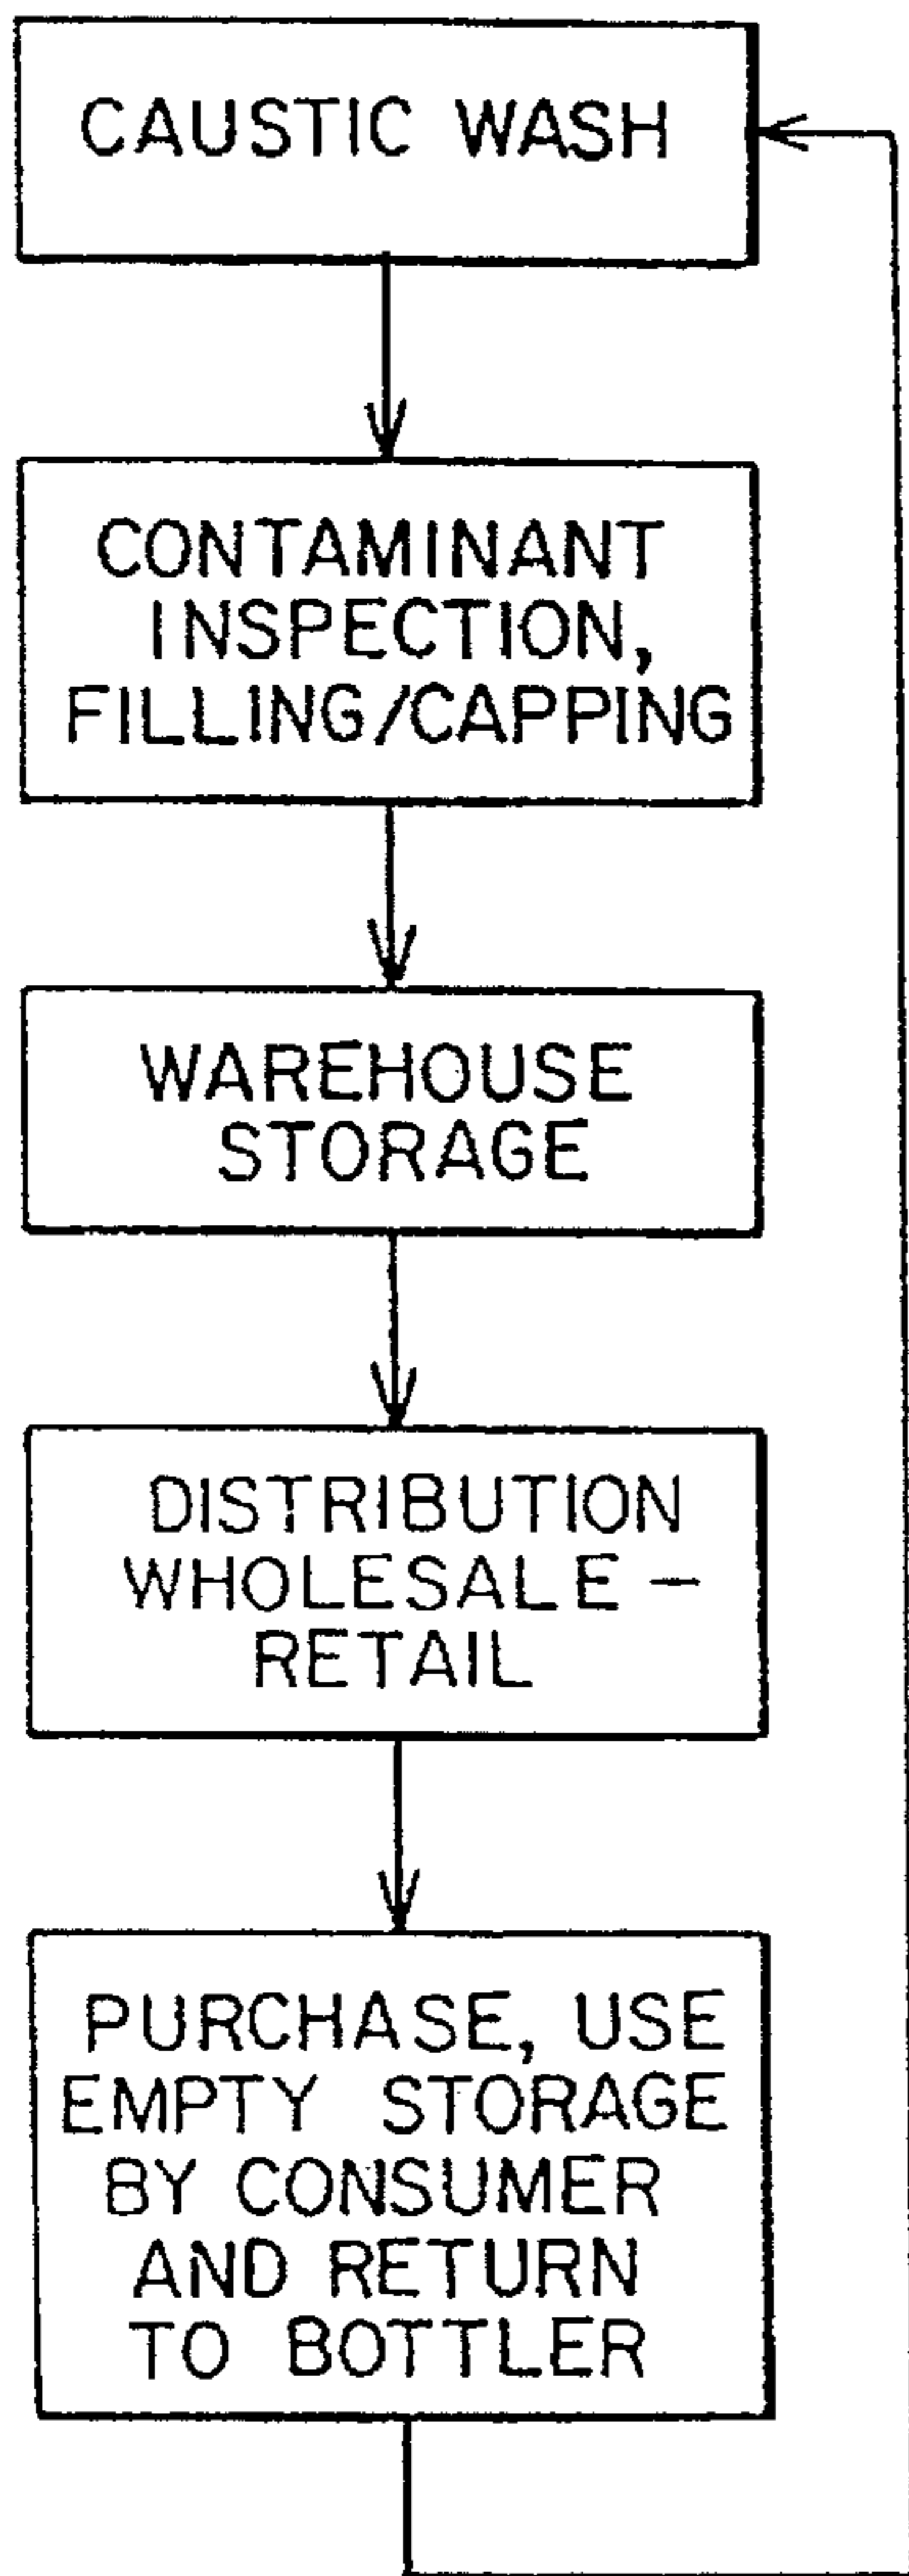 CAUSTIC WASH
CONTAMINANT
INSPECTION,
FILLING/CAPPING
WAREHOUSE
STORAGE
DISTRIBUTION
WHOLESALE –
RETAIL
PURCHASE, USE
EMPTY STORAGE
BY CONSUMER
AND RETURN
TO BOTTLER